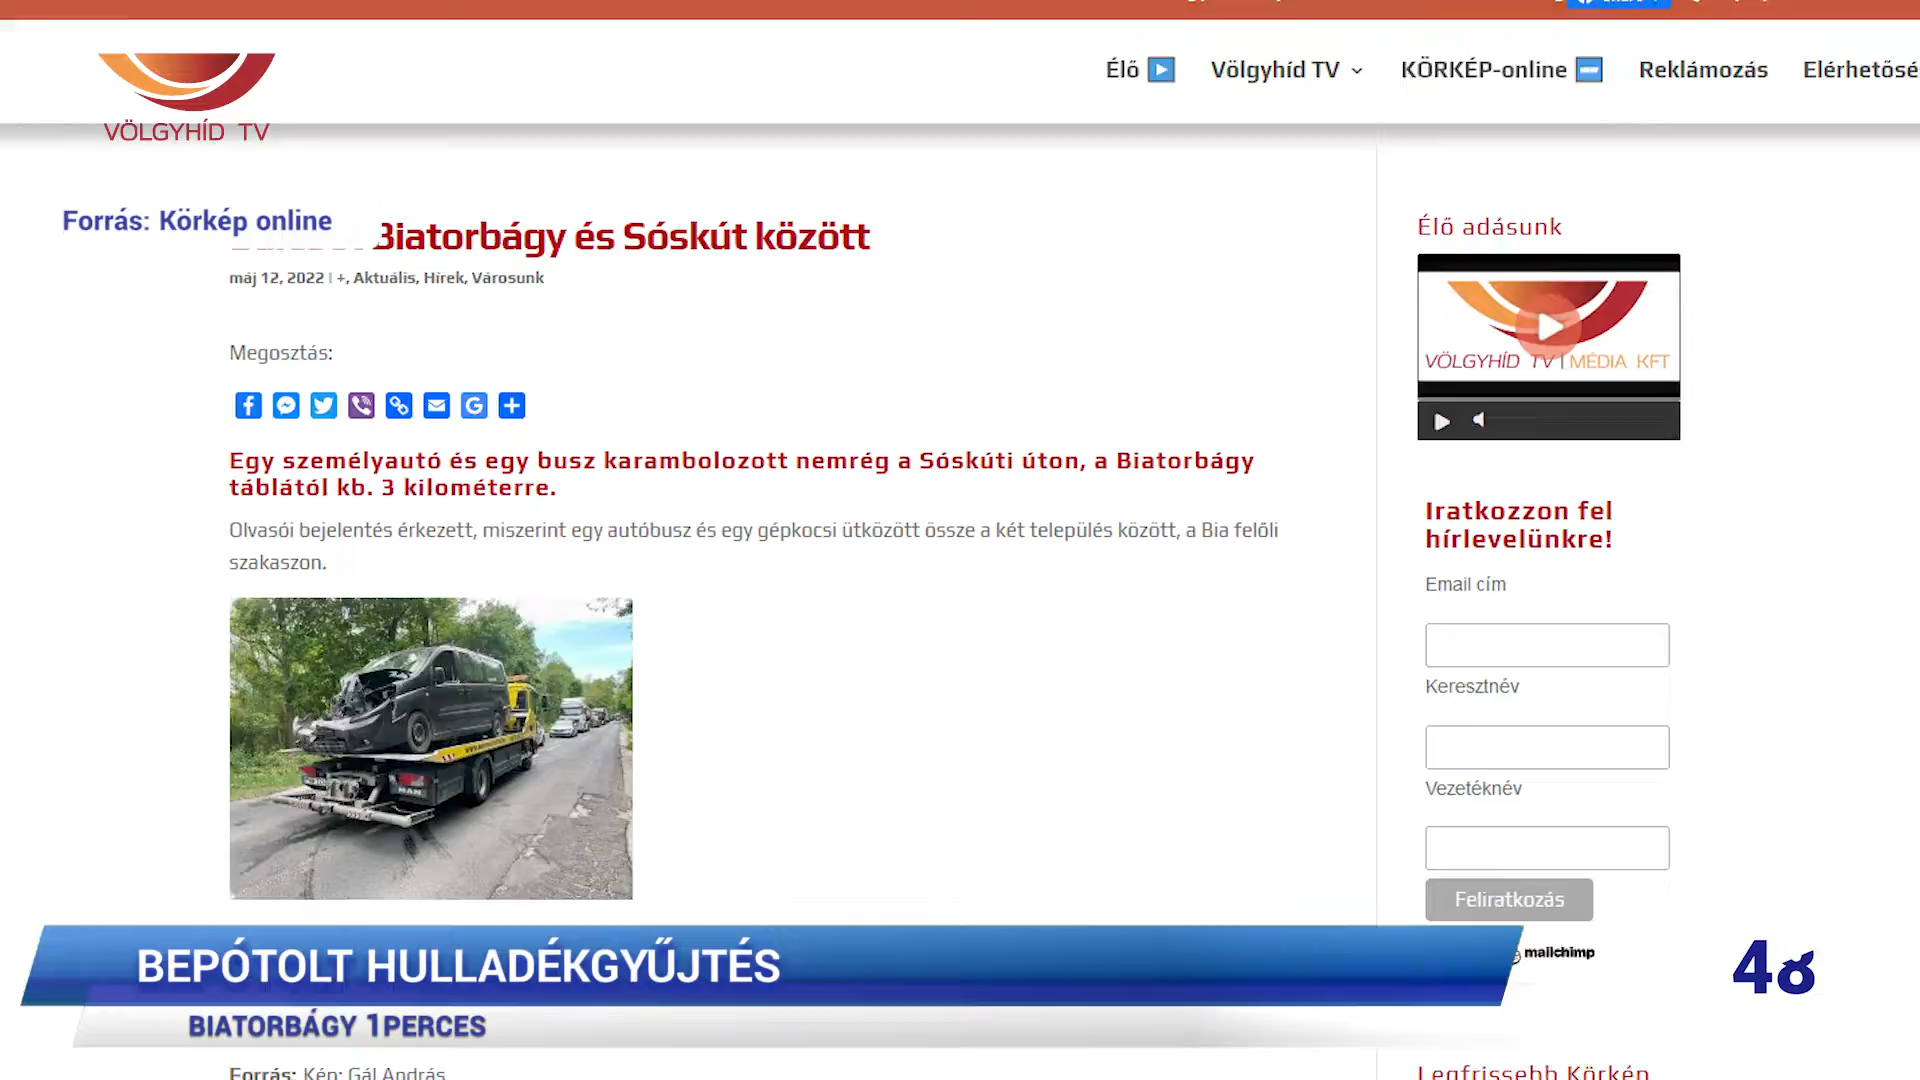 Élő
Völgyhíd TV
KÖRKÉP-online
Reklámozás
VÖLGYHÍD TV
Forrás: Körkép online
Biatorbágy és Sóskút között
máj 12, 2022 | +, Aktuális, Hírek, Városunk
Megosztás:
Egy személyautó és egy busz karambolozott nemrég a Sóskúti úton, a Biatorbágy
táblától kb. 3 kilométerre.
Olvasói bejelentés érkezett, miszerint egy autóbusz és egy gépkocsi ütközött össze a két település között, a Bia felőli
szakaszon.
MAN
Élő adásunk
VÖLGYHÍD TV | MÉDIA KFT
Iratkozzon fel
hírlevelünkre!
Email cím
Keresztnév
Vezetéknév
Feliratkozás
mailchimp
BEPÓTOLT HULLADÉKGYŰJTÉS
48
BIATORBÁGY 1PERCES
Forrás: Kép: Gál András
Legfrissebb Körkép